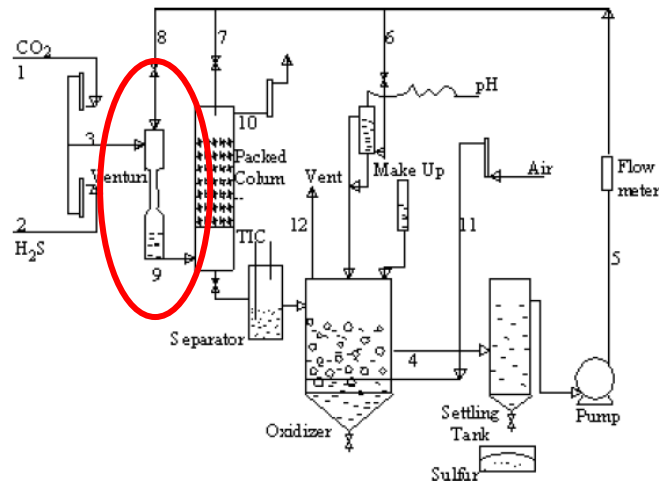 8
7
6
CO2
1
pH
3
10
Packed
Colum
--
Venturi
Vent
Make Up
Air
Flow
meter
2
H2S
TIC
12
11
9
5
Separator
4
Oxidizer
Settling
Tank
Pump
Sulfur